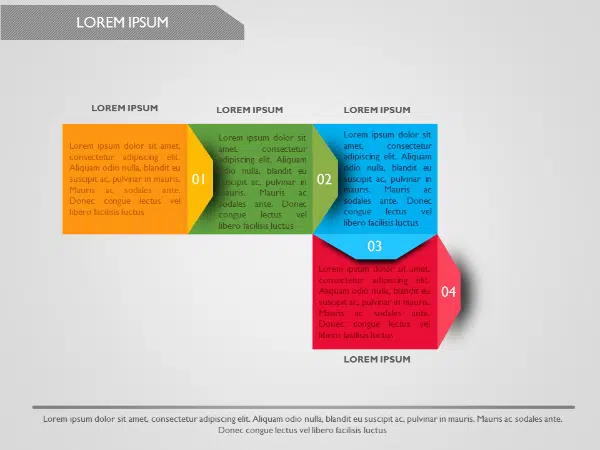 LOREM IPSUM
LOREM IPSUM
Lorem ipsum dolor sit amet,
consectetur adipiscing elit.
Aliquam odio nulla, blandit eu
suscipit ac, pulvinar in mauris.
Mauris ac sodales ante.
Donec congue lectus vel
libero facilisis luctus
01
LOREM IPSUM
Lorem ipsum dolor sit
amet, consectetur
adipiscing elit. Aliquam
odio nulla, blandit eu
suscipit ac, pulvinar in
mauris. Mauris ac
sodales ante. Donec
congue lectus vel
libero facilisis luctus
02
LOREM IPSUM
Lorem ipsum dolor sit
amet, consectetur
adipiscing elit. Aliquam
odio nulla, blandit eu
suscipit ac, pulvinar in
mauris. Mauris ac
sodales ante. Donec
congue lectus vel
libero facilisis luctus
03
Lorem ipsum dolor sit amet,
consectetur adipiscing elit.
Aliquam odio nulla, blandit eu
suscipit ac, pulvinar in mauris.
Mauris ac sodales ante.
Donec congue lectus vel
libero facilisis luctus
04
LOREM IPSUM
Lorem ipsum dolor sit amet, consectetur adipiscing elit. Aliquam odio nulla, blandit eu suscipit ac, pulvinar in mauris. Mauris ac sodales ante.
Donec congue lectus vel libero facilisis luctus